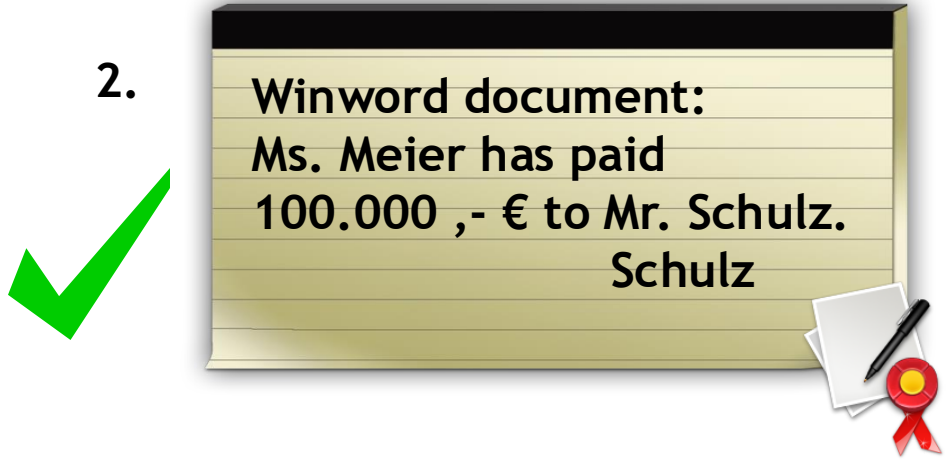 2.
Winword document:
Ms. Meier has paid
100.000 ,- € to Mr. Schulz.
Schulz